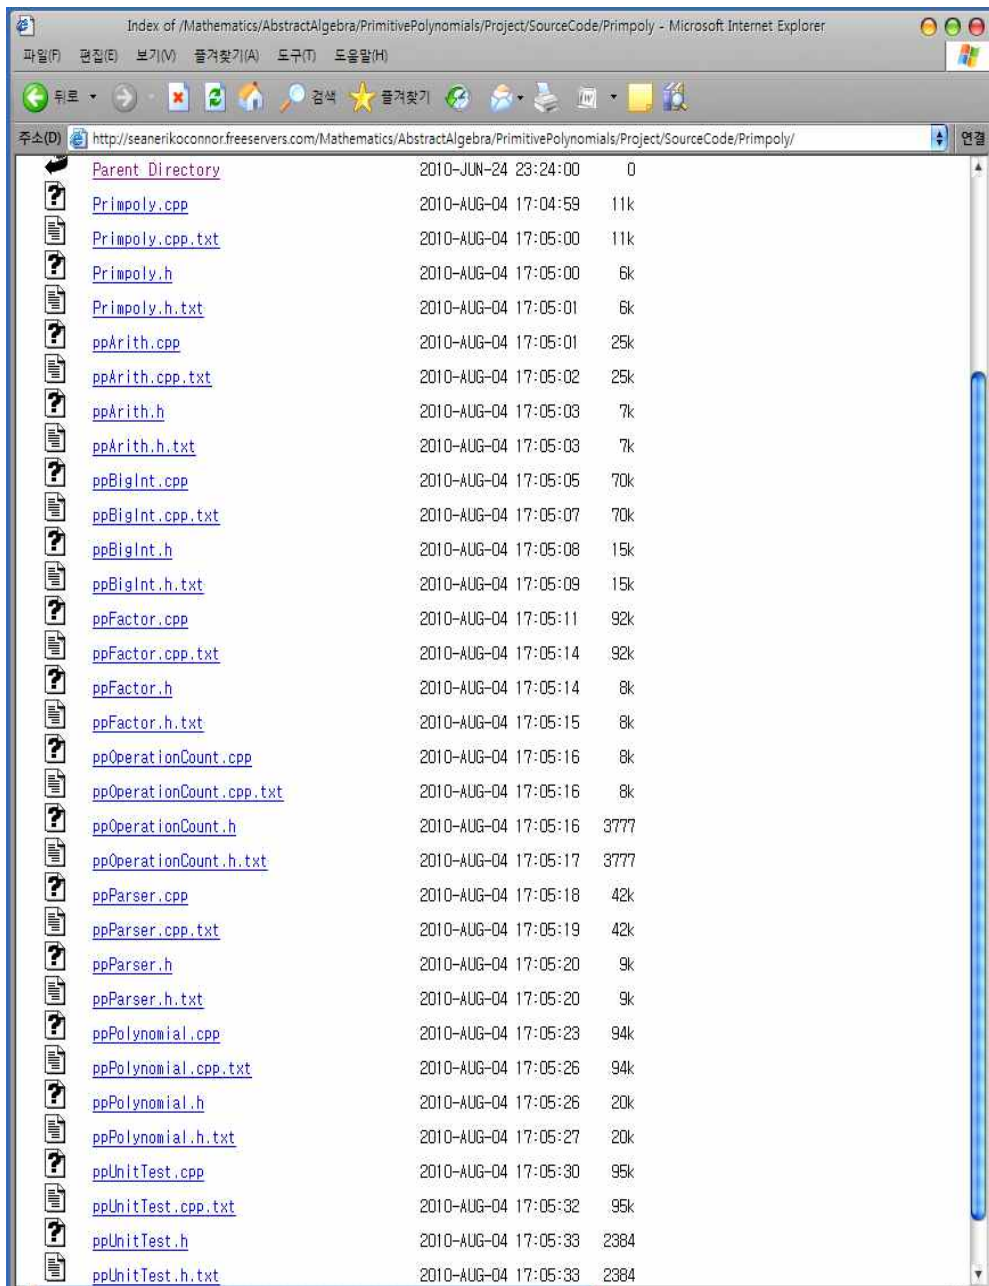 Index of /Mathematics/AbstractAlgebra/PrimitivePolynomials/Project/SourceCode/Primpoly - Microsoft Internet Explorer
파일(F) 편집(E) 보기(V) 즐겨찾기(A) 도구(T) 도움말(H)
뒤로 검색 즐겨찾기
주소(D) http://seanerikoconnor.freeservers.com/Mathematics/AbstractAlgebra/PrimitivePolynomials/Project/SourceCode/Primpoly/ 연결
Parent Directory 2010-JUN-24 23:24:00 0
Primpoly.cpp 2010-AUG-04 17:04:59 11k
Primpoly.cpp.txt 2010-AUG-04 17:05:00 11k
Primpoly.h 2010-AUG-04 17:05:00 6k
Primpoly.h.txt 2010-AUG-04 17:05:01 6k
ppArith.cpp 2010-AUG-04 17:05:01 25k
ppArith.cpp.txt 2010-AUG-04 17:05:02 25k
ppArith.h 2010-AUG-04 17:05:03 7k
ppArith.h.txt 2010-AUG-04 17:05:03 7k
ppBigInt.cpp 2010-AUG-04 17:05:05 70k
ppBigInt.cpp.txt 2010-AUG-04 17:05:07 70k
ppBigInt.h 2010-AUG-04 17:05:08 15k
ppBigInt.h.txt 2010-AUG-04 17:05:09 15k
ppFactor.cpp 2010-AUG-04 17:05:11 92k
ppFactor.cpp.txt 2010-AUG-04 17:05:14 92k
ppFactor.h 2010-AUG-04 17:05:14 8k
ppFactor.h.txt 2010-AUG-04 17:05:15 8k
ppOperationCount.cpp 2010-AUG-04 17:05:16 8k
ppOperationCount.cpp.txt 2010-AUG-04 17:05:16 8k
ppOperationCount.h 2010-AUG-04 17:05:16 3777
ppOperationCount.h.txt 2010-AUG-04 17:05:17 3777
ppParser.cpp 2010-AUG-04 17:05:18 42k
ppParser.cpp.txt 2010-AUG-04 17:05:19 42k
ppParser.h 2010-AUG-04 17:05:20 9k
ppParser.h.txt 2010-AUG-04 17:05:20 9k
ppPolynomial.cpp 2010-AUG-04 17:05:23 94k
ppPolynomial.cpp.txt 2010-AUG-04 17:05:26 94k
ppPolynomial.h 2010-AUG-04 17:05:26 20k
ppPolynomial.h.txt 2010-AUG-04 17:05:27 20k
ppUnitTest.cpp 2010-AUG-04 17:05:30 95k
ppUnitTest.cpp.txt 2010-AUG-04 17:05:32 95k
ppUnitTest.h 2010-AUG-04 17:05:33 2384
ppUnitTest.h.txt 2010-AUG-04 17:05:33 2384